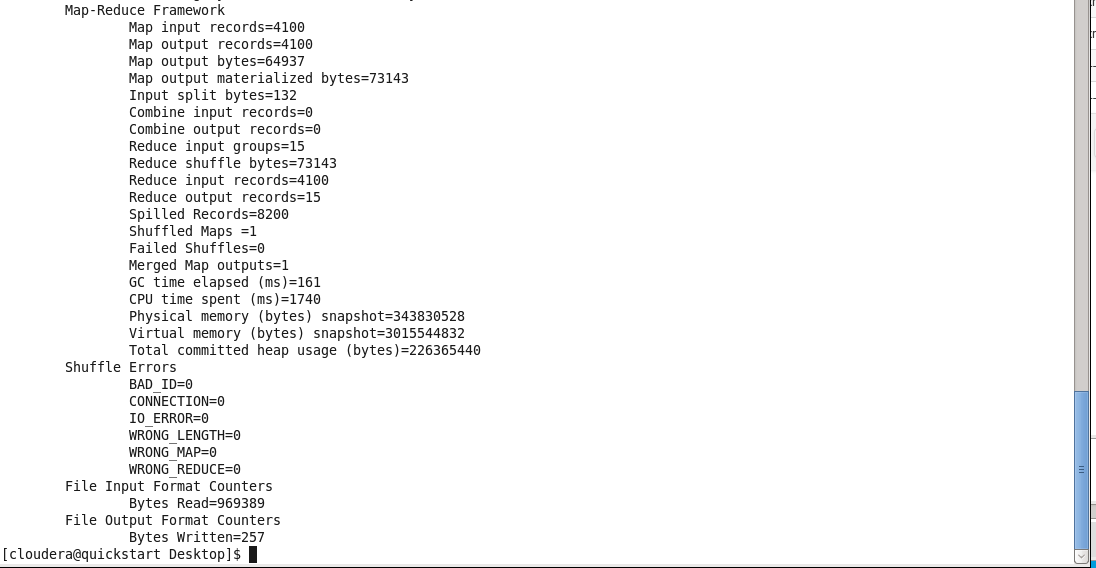 Map-Reduce Framework
Map input records=4100
Map output records=4100
Map output bytes=64937
Map output materialized bytes=73143
Input split bytes=132
Combine input records=0
Combine output records=0
Reduce input groups=15
Reduce shuffle bytes=73143
Reduce input records=4100
Reduce output records=15
Spilled Records=8200
Shuffled Maps =1
Failed Shuffles=0
Merged Map outputs=1
GC time elapsed (ms)=161
CPU time spent (ms)=1740
Physical memory (bytes) snapshot=343830528
Virtual memory (bytes) snapshot=3015544832
Total committed heap usage (bytes)=226365440
Shuffle Errors
BAD_ID=0
CONNECTION=0
IO_ERROR=0
WRONG_LENGTH=0
WRONG_MAP=0
WRONG_REDUCE=0
File Input Format Counters
Bytes Read=969389
File Output Format Counters
Bytes Written=257
[cloudera@quickstart Desktop]$